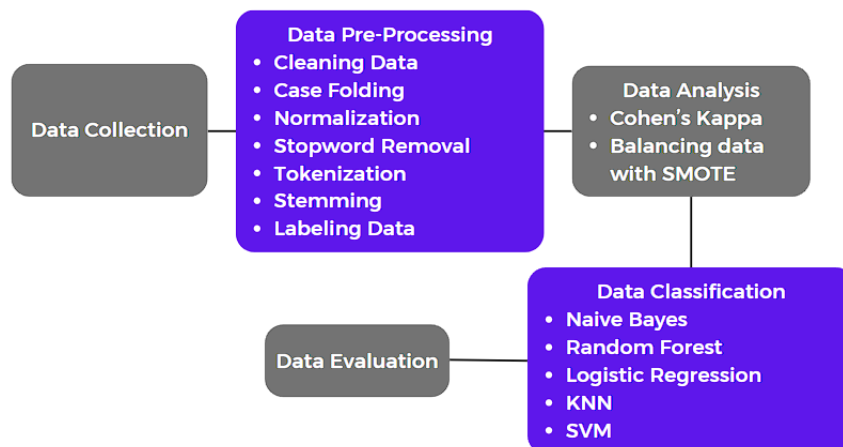 Data Collection
Data Pre-Processing
• Cleaning Data
• Case Folding
• Normalization
• Stopword Removal
• Tokenization
• Stemming
• Labeling Data
Data Analysis
• Cohen's Kappa
• Balancing data
with SMOTE
Data Classification
• Naive Bayes
• Random Forest
• Logistic Regression
• KNN
• SVM
Data Evaluation